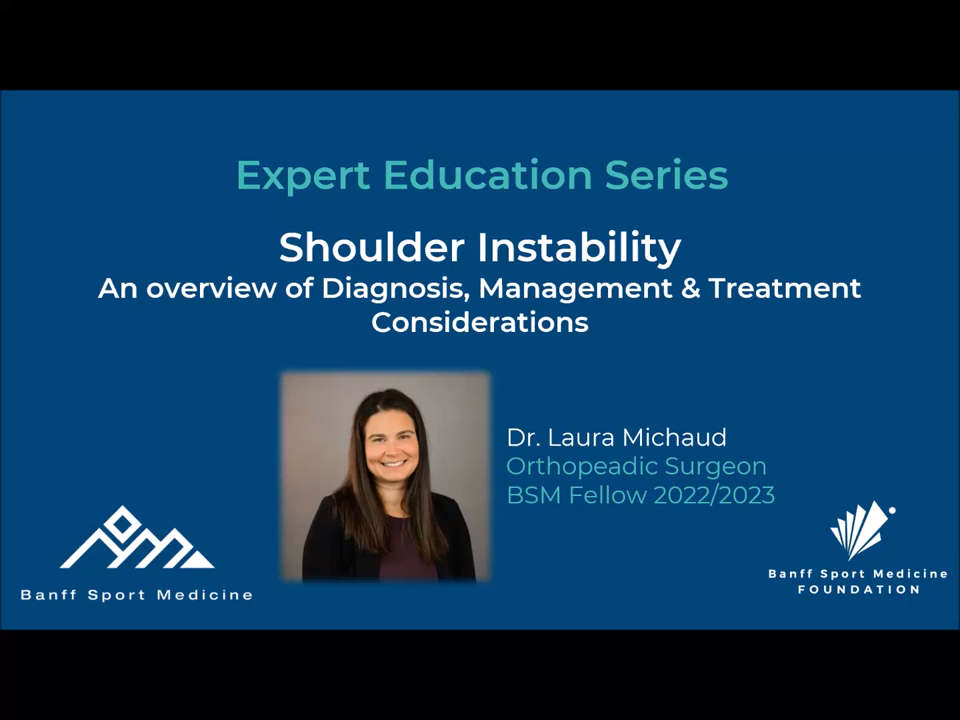 Expert Education Series
Shoulder Instability
An overview of Diagnosis, Management & Treatment
Considerations
Dr. Laura Michaud
Orthopeadic Surgeon
BSM Fellow 2022/2023
Banff Sport Medicine
Banff Sport Medicine
FOUNDATION